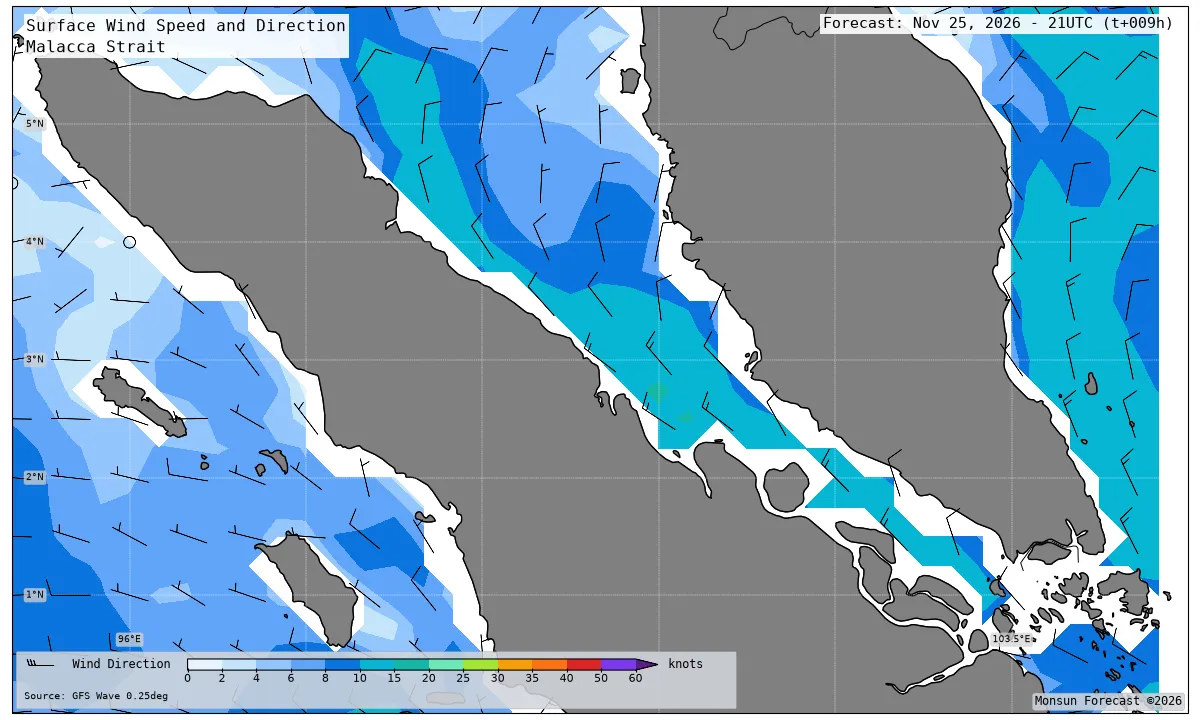 Surface Wind Speed and Direction
Malacca Strait
Forecast: Nov 25, 2026 - 21UTC (t+009h)
5°N
4°N
3°N
2°N
1°N
96°E
103.5°E
Wind Direction
knots
0 2 4 6 8 10 15 20 25 30 35 40 50 60
Source: GFS Wave 0.25deg
Monsun Forecast ©2026